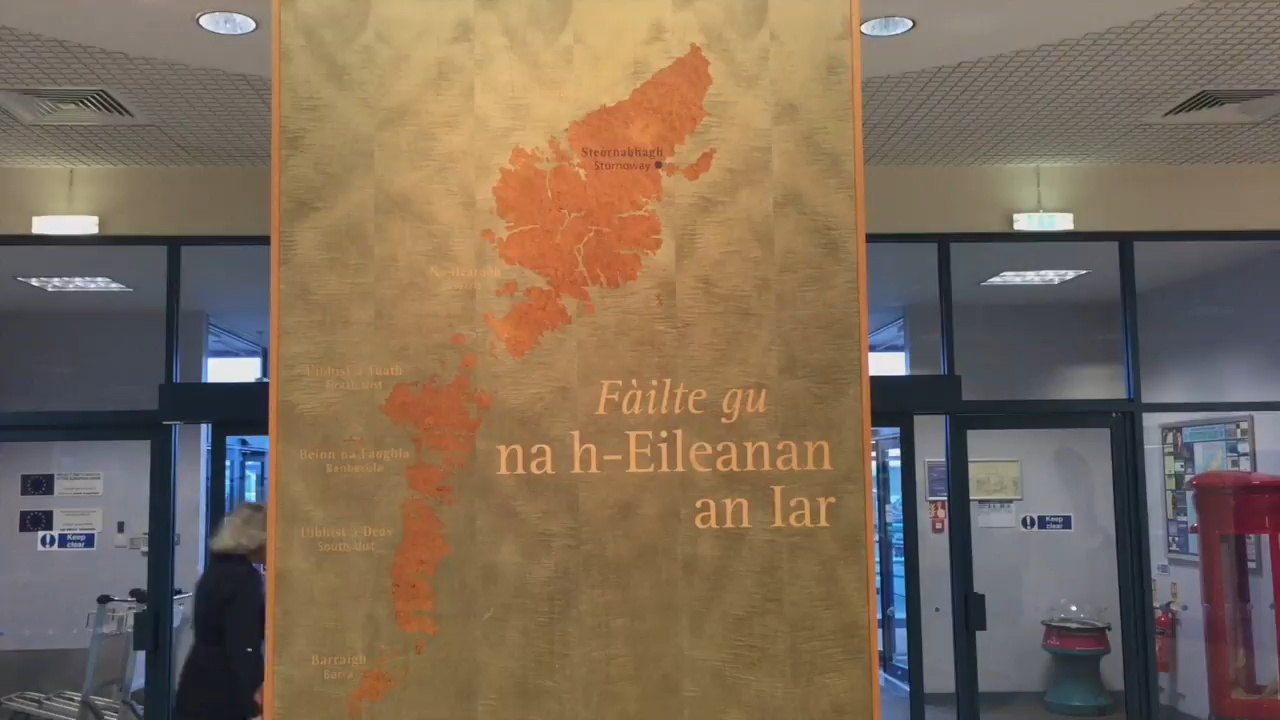 Steòrnabhagh
Stornoway
Na Hearadh
Harris
Uibhist a Tuath
North Uist
Beinn na Faoghla
Benbecula
Uibhist a Deas
South Uist
Barraigh
Barra
Fàilte gu
na h-Eileanan
an Iar
Keep
clear
Keep
clear